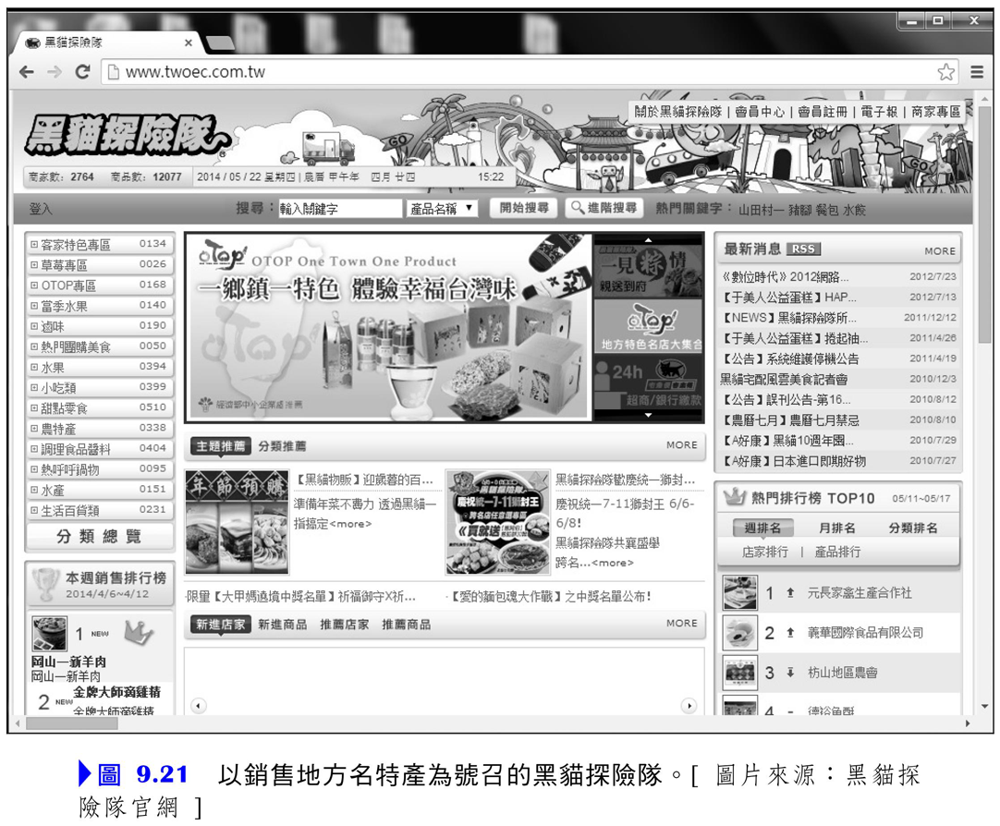 黑貓探險隊
www.twoec.com.tw
關於黑貓探險隊 | 會員中心 | 會員註冊 | 電子報 | 商家專區
黑貓探險隊
GO
GO
商家數: 2764 商品數: 12077 2014 / 05 / 22 星期四 | 農曆 甲午年 四月 廿四 15:22
登入 搜尋：輸入關鍵字 產品名稱 開始搜尋 進階搜尋 熱門關鍵字： 山田村一 豬腳 餐包 水餃
客家特色專區 0134
草莓專區 0026
OTOP專區 0168
當季水果 0140
滷味 0190
熱門團購美食 0050
水果 0394
小吃類 0399
甜點零食 0510
農特產 0338
調理食品醬料 0404
熱呼呼鍋物 0095
水產 0151
生活百貨類 0231
分類總覽
本週銷售排行榜
2014/4/6~4/12
1 NEW
岡山一新羊肉
岡山一新羊肉
2 NEW 金牌大師滴雞精
金牌大師滴雞精
OTOP OTOP One Town One Product
一鄉鎮一特色 體驗幸福台灣味
OTOP
經濟部中小企業處推薦
一見粽情
親送到府
OTOP
地方特色名店大集合
24h
超商/銀行繳款
主題推薦 分類推薦 MORE
年節預購
【黑貓物販】迎歲暮的百...
準備年菜不費力 透過黑貓一
指搞定<more>
黑貓探險隊
慶祝統一7-11獅封王
跨名店任意選專區
買就送
黑貓探險隊歡慶統一獅封...
慶祝統一7-11獅封王 6/6-
6/8!
黑貓探險隊共襄盛舉
跨名...<more>
·限量【大甲媽遶境中獎名單】祈福御守X祈...
·【愛的麵包魂大作戰】之中獎名單公布!
新進店家 新進商品 推薦店家 推薦商品 MORE
最新消息 RSS MORE
《數位時代》2012網路... 2012/7/23
【于美人公益蛋糕】HAP... 2012/7/13
【NEWS】黑貓探險隊所... 2011/12/12
【于美人公益蛋糕】捲起袖... 2011/4/26
【公告】系統維護停機公告 2011/4/19
黑貓宅配風雲美食記者會 2010/12/3
【公告】誤刊公告-第16... 2010/8/12
【農曆七月】農曆七月禁忌 2010/8/10
【A好康】黑貓10週年園... 2010/7/29
【A好康】日本進口即期好物 2010/7/27
熱門排行榜 TOP10 05/11~05/17
週排名 月排名 分類排名
店家排行 | 產品排行
1 元長家畜生產合作社
2 義華國際食品有限公司
3 枋山地區農會
4 - 德裕魚酥
圖 9.21 以銷售地方名特產為號召的黑貓探險隊。[ 圖片來源：黑貓探
險隊官網 ]